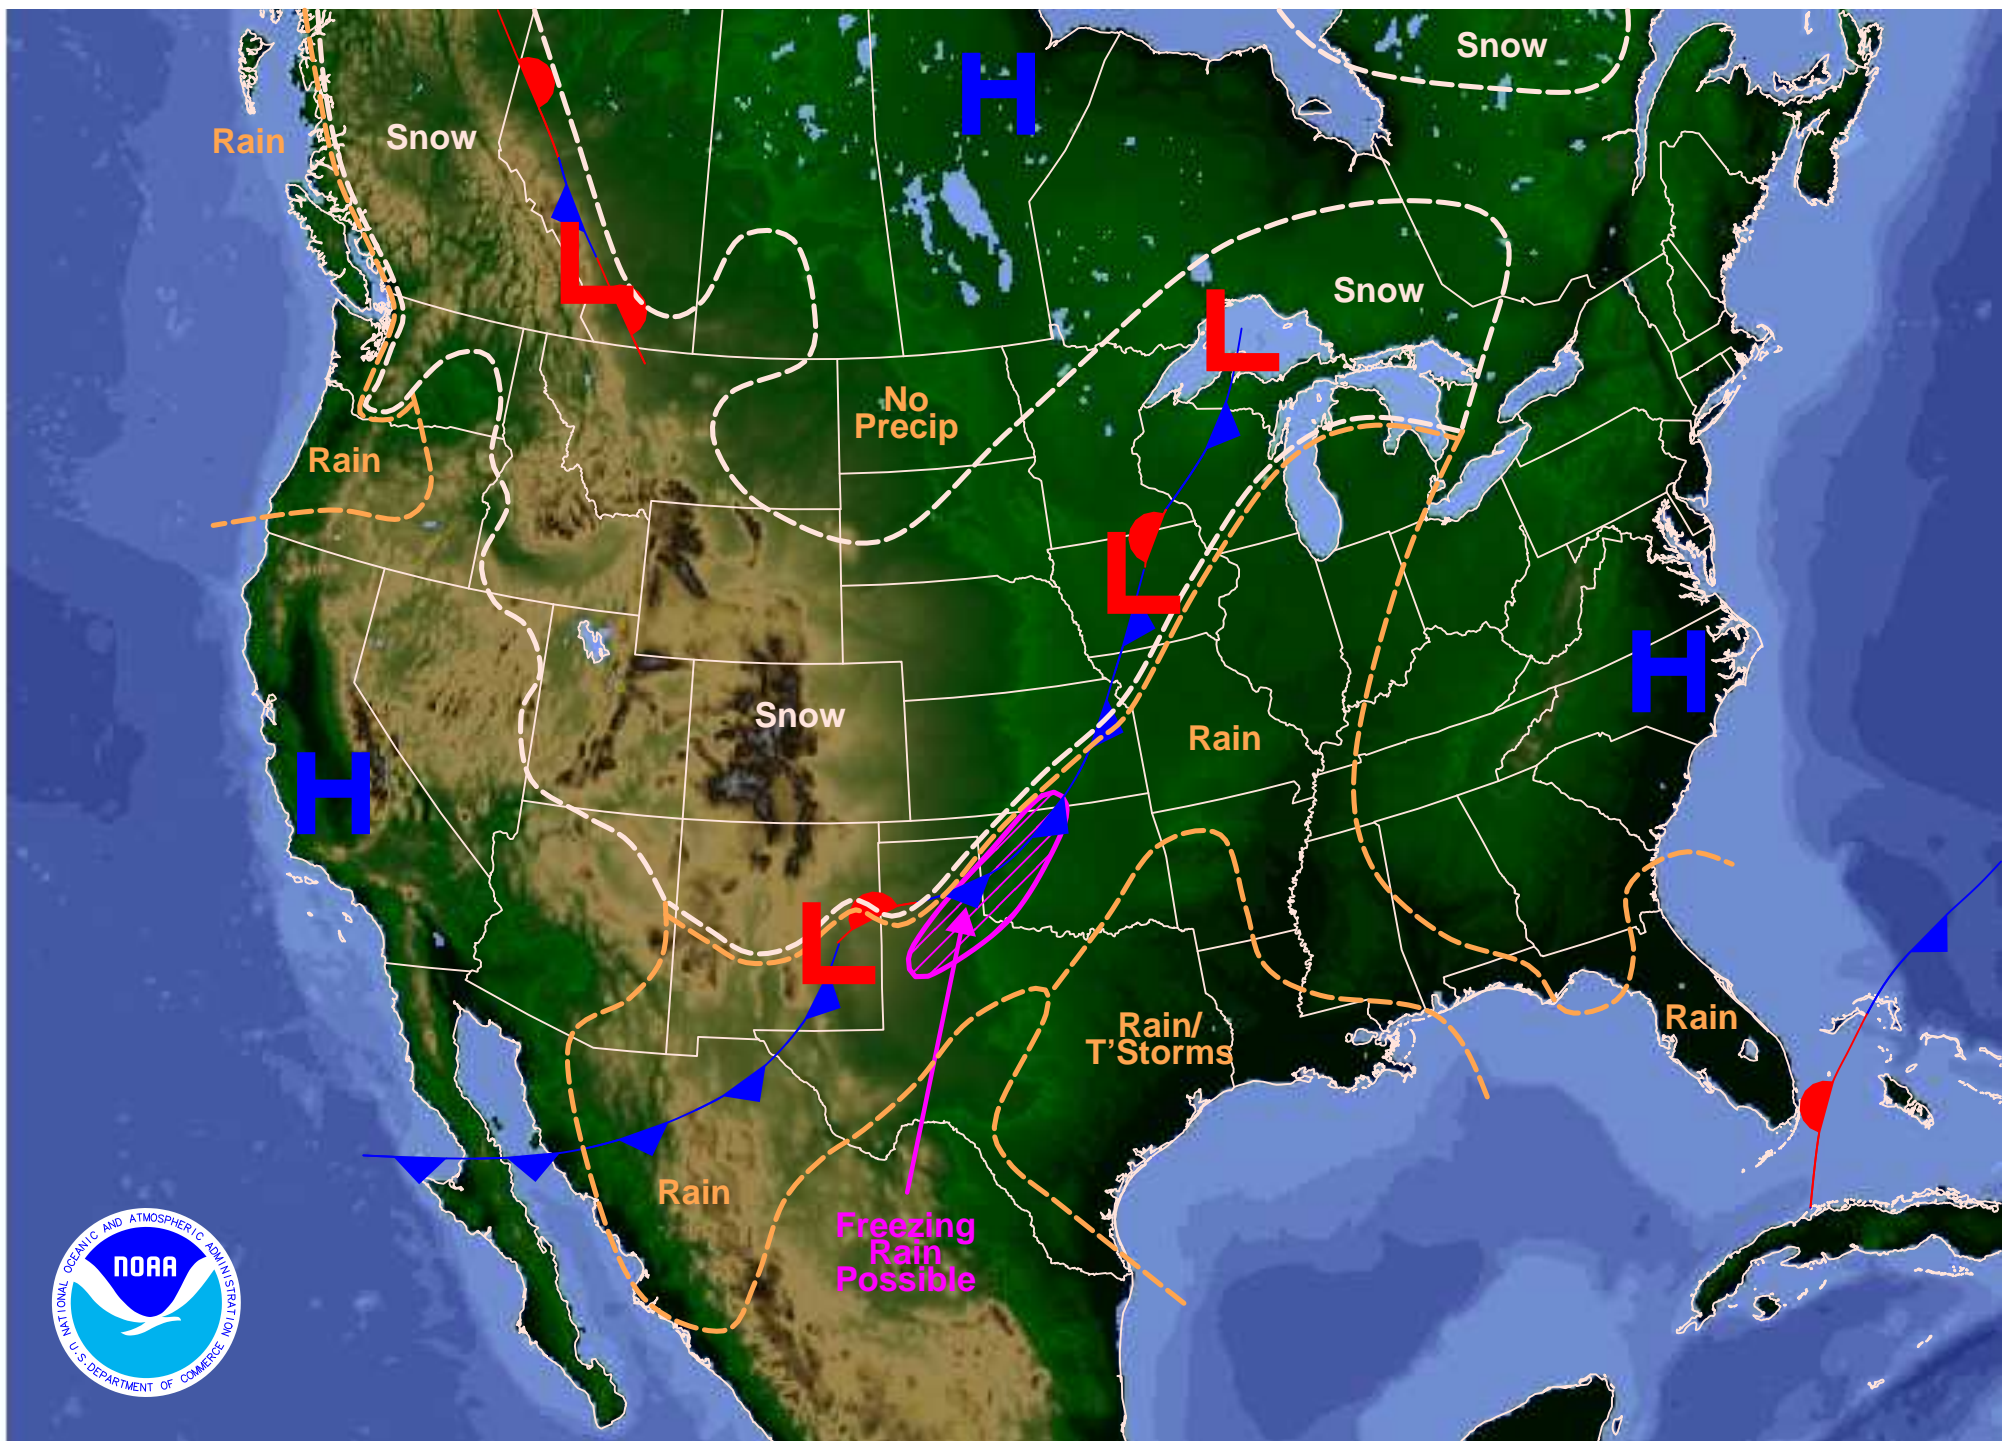 Snow
H
Snow
Rain
L
Snow
L
No
Precip
Rain
L
H
Snow
Rain
H
L
Rain/
T'Storms
Rain
Rain
Freezing
Rain
Possible
NATIONAL OCEANIC AND ATMOSPHERIC ADMINISTRATION
NOAA
U.S. DEPARTMENT OF COMMERCE